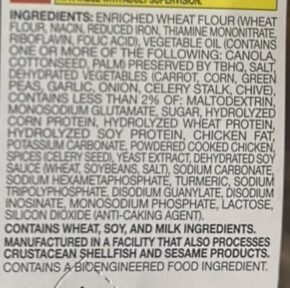 INGREDIENTS: ENRICHED WHEAT FLOUR (WHEAT
FLOUR, NIACIN, REDUCED IRON, THIAMINE MONONITRATE,
RIBOFLAVIN, FOLIC ACID), VEGETABLE OIL (CONTAINS
ONE OR MORE OF THE FOLLOWING: CANOLA,
COTTONSEED, PALM) PRESERVED BY TBHQ, SALT,
DEHYDRATED VEGETABLES (CARROT, CORN, GREEN
PEAS, GARLIC, ONION, CELERY STALK, CHIVE),
CONTAINS LESS THAN 2% OF: MALTODEXTRIN,
MONOSODIUM GLUTAMATE, SUGAR, HYDROLYZED
CORN PROTEIN, HYDROLYZED WHEAT PROTEIN,
HYDROLYZED SOY PROTEIN, CHICKEN FAT,
POTASSIUM CARBONATE, POWDERED COOKED CHICKEN,
SPICES (CELERY SEED), YEAST EXTRACT, DEHYDRATED SOY
SAUCE (WHEAT, SOYBEANS, SALT), SODIUM CARBONATE,
SODIUM HEXAMETAPHOSPHATE, TURMERIC, SODIUM
TRIPOLYPHOSPHATE, DISODIUM GUANYLATE, DISODIUM
INOSINATE, MONOSODIUM PHOSPHATE, LACTOSE,
SILICON DIOXIDE (ANTI-CAKING AGENT).
CONTAINS WHEAT, SOY, AND MILK INGREDIENTS.
MANUFACTURED IN A FACILITY THAT ALSO PROCESSES
CRUSTACEAN SHELLFISH AND SESAME PRODUCTS.
CONTAINS A BIOENGINEERED FOOD INGREDIENT.